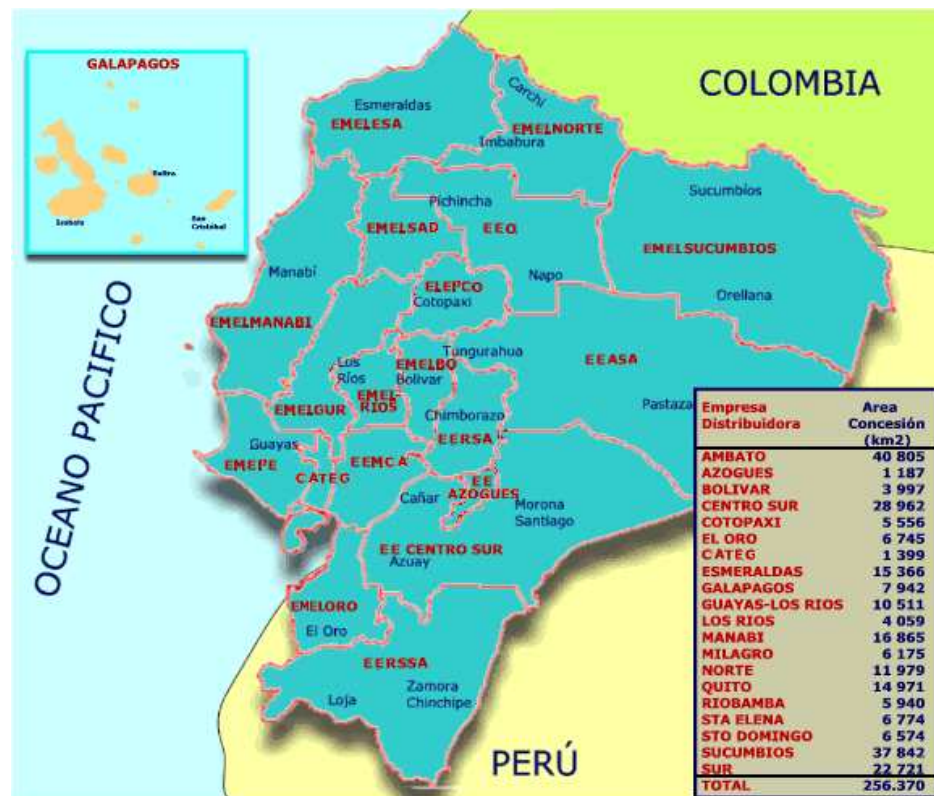 GALAPAGOS
Baltra
Isabela
San
Cristóbal
COLOMBIA
OCEANO PACIFICO
PERÚ
Esmeraldas
EMELESA
Carchi
EMELNORTE
Imbabura
Sucumbíos
Pichincha
EMELSAD
EEQ
EMELSUCUMBIOS
Manabí
ELEPCO
Cotopaxi
Napo
Orellana
EMELMANABI
Los
Ríos
EMELBO
Bolivar
Tungurahua
EEASA
EMELGUR
EMEL-
RIOS
Chimborazo
Pastaza
Guayas
EERSA
EMEPE
CATEG
EEMCA
EE
AZOGUES
Cañar
Morona
Santiago
EE CENTRO SUR
Azuay
EMELORO
El Oro
EERSSA
Loja
Zamora
Chinchipe
Empresa Area
Distribuidora Concesión
(km2)
AMBATO 40 805
AZOGUES 1 187
BOLIVAR 3 997
CENTRO SUR 28 962
COTOPAXI 5 556
EL ORO 6 745
CATEG 1 399
ESMERALDAS 15 366
GALAPAGOS 7 942
GUAYAS-LOS RIOS 10 511
LOS RIOS 4 059
MANABI 16 865
MILAGRO 6 175
NORTE 11 979
QUITO 14 971
RIOBAMBA 5 940
STA ELENA 6 774
STO DOMINGO 6 574
SUCUMBIOS 37 842
SUR 22 721
TOTAL 256.370